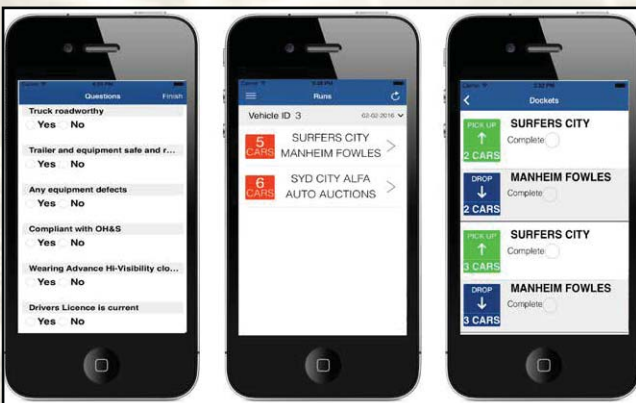 4:50 PM
Questions Finish
Truck roadworthy
Yes No
Trailer and equipment safe and r...
Yes No
Any equipment defects
Yes No
Compliant with OH&S
Yes No
Wearing Advance Hi-Visibility clo...
Yes No
Drivers Licence is current
Yes No
Runs
Vehicle ID 3 02-02-2016
5 CARS
SURFERS CITY
MANHEIM FOWLES
6 CARS
SYD CITY ALFA
AUTO AUCTIONS
Dockets
PICK UP
2 CARS
SURFERS CITY
Complete
DROP
2 CARS
MANHEIM FOWLES
Complete
PICK UP
3 CARS
SURFERS CITY
Complete
DROP
3 CARS
MANHEIM FOWLES
Complete